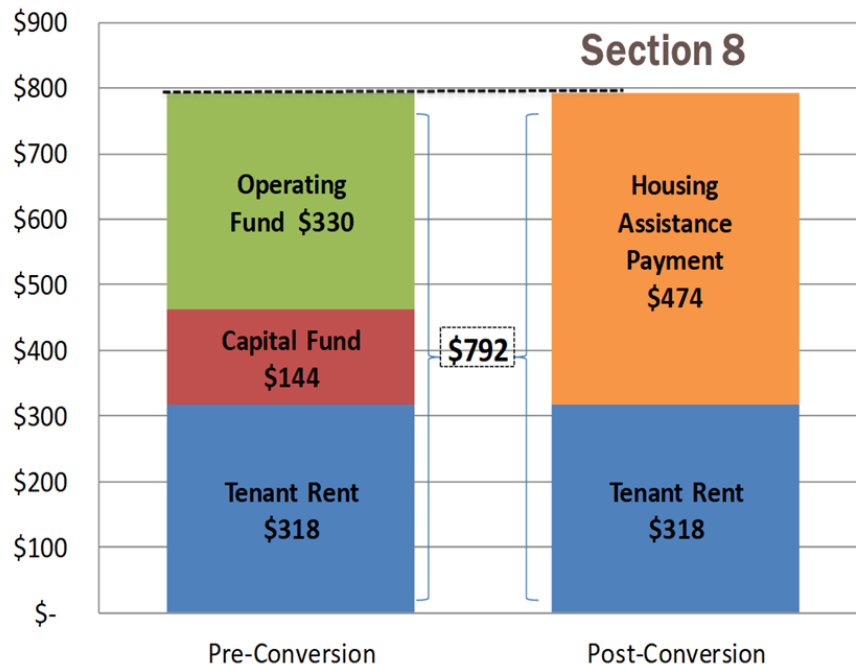 $900
$800
$700
$600
$500
$400
$300
$200
$100
$-
Section 8
Operating
Fund $330
Capital Fund
$144
Tenant Rent
$318
$792
Housing
Assistance
Payment
$474
Tenant Rent
$318
Pre-Conversion
Post-Conversion